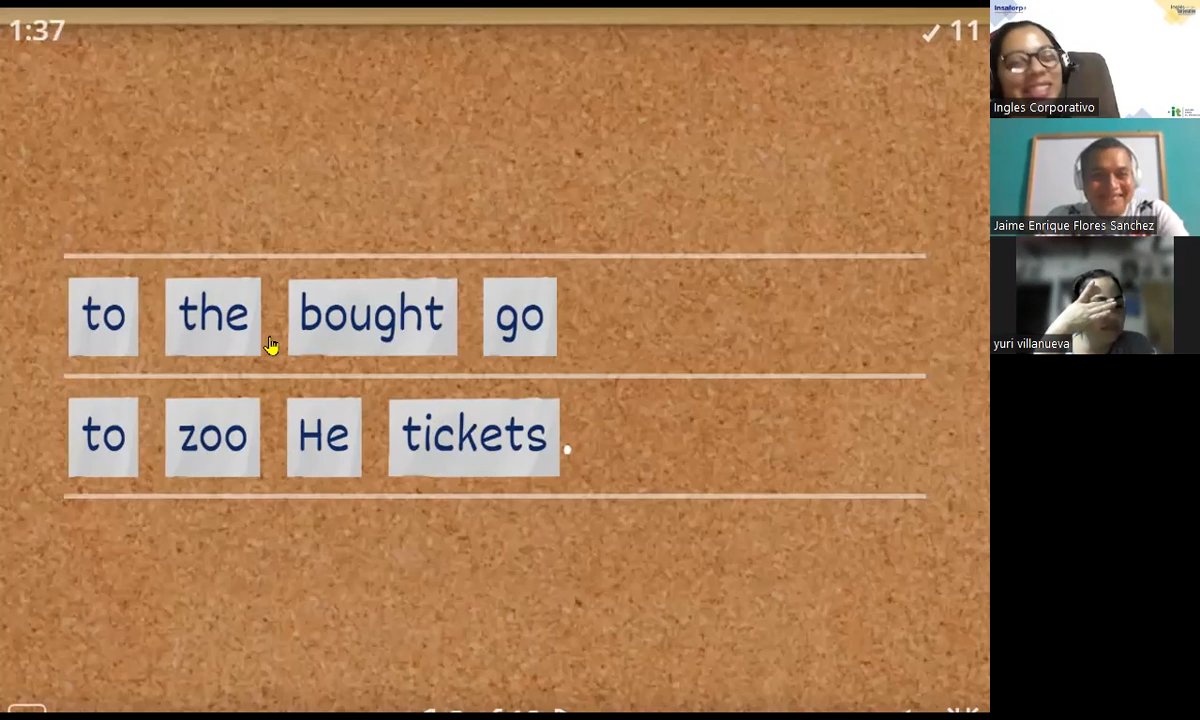 1:37
11
to the bought go
to zoo He tickets.
Insalorp
Ingles Corporativo
Jaime Enrique Flores Sanchez
yuri villanueva